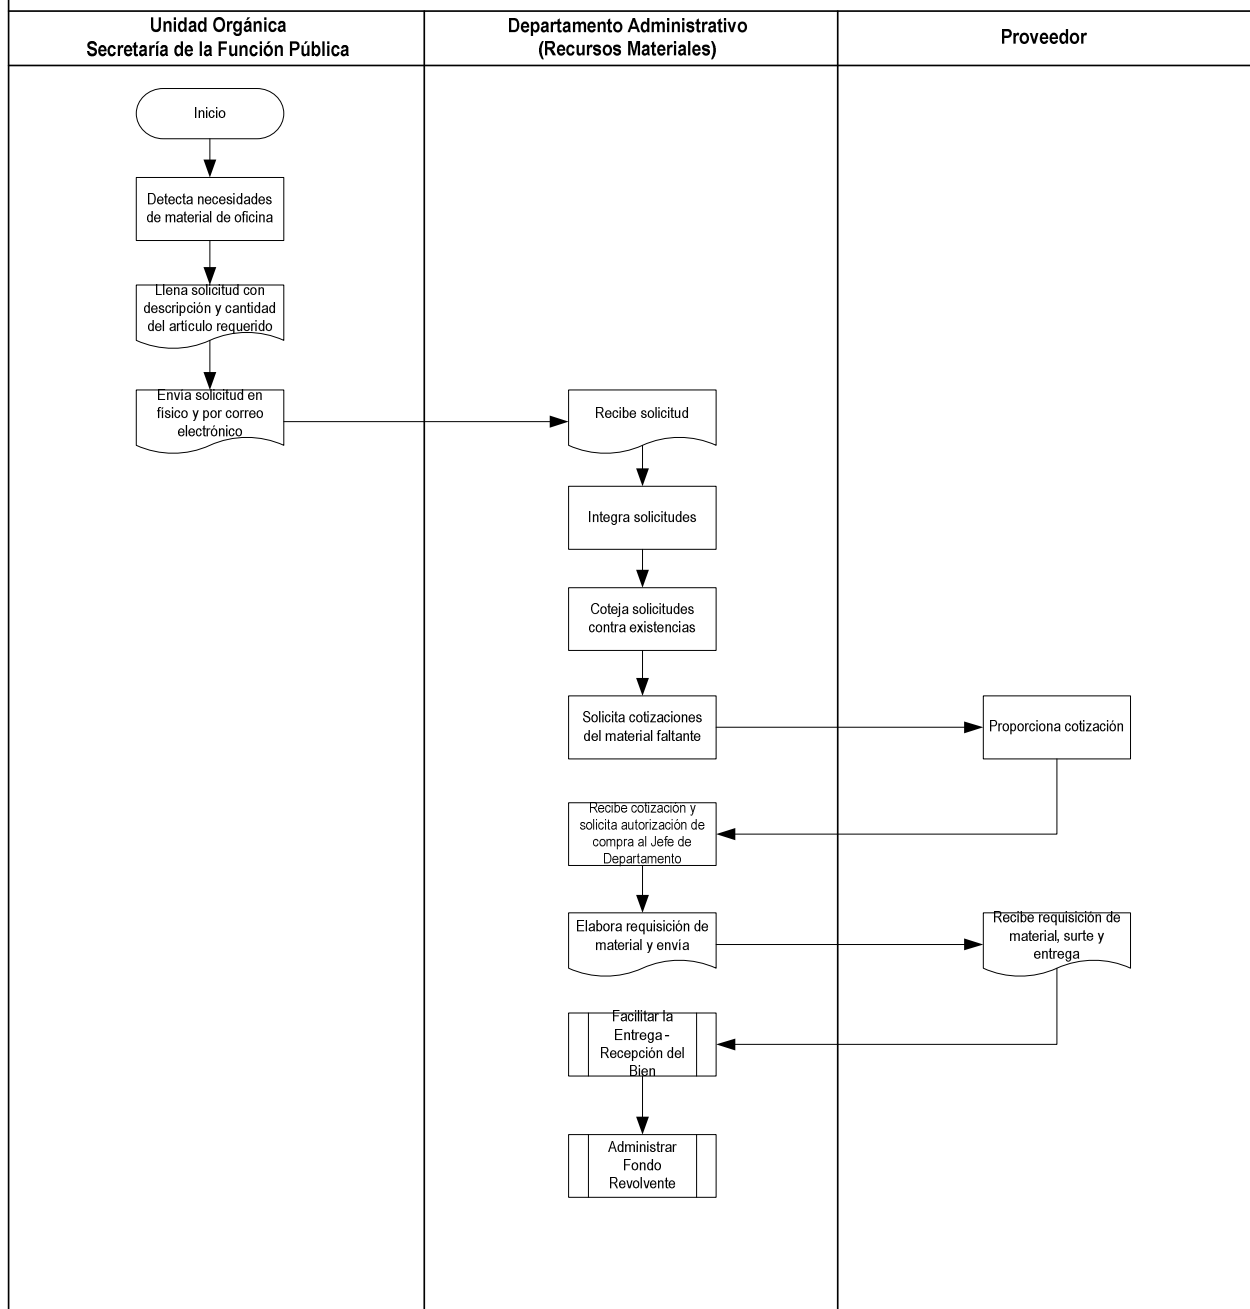 Unidad Orgánica
Secretaría de la Función Pública
Departamento Administrativo
(Recursos Materiales)
Proveedor
Inicio
Detecta necesidades
de material de oficina
Llena solicitud con
descripción y cantidad
del artículo requerido
Envía solicitud en
físico y por correo
electrónico
Recibe solicitud
Integra solicitudes
Coteja solicitudes
contra existencias
Solicita cotizaciones
del material faltante
Proporciona cotización
Recibe cotización y
solicita autorización de
compra al Jefe de
Departamento
Elabora requisición de
material y envía
Recibe requisición de
material, surte y
entrega
Facilitar la
Entrega-
Recepción del
Bien
Administrar
Fondo
Revolvente